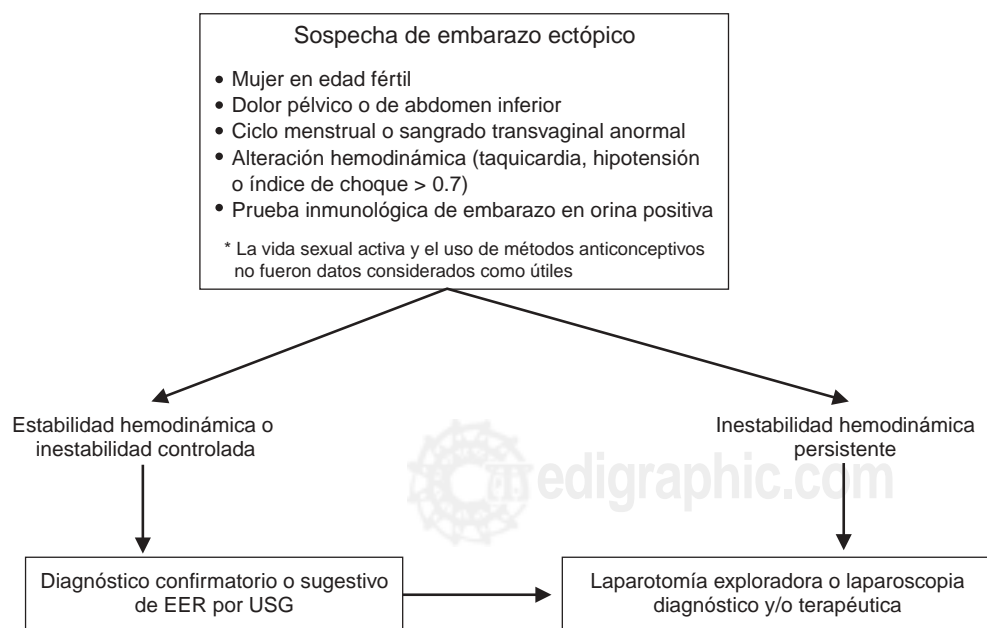 Sospecha de embarazo ectópico
• Mujer en edad fértil
• Dolor pélvico o de abdomen inferior
• Ciclo menstrual o sangrado transvaginal anormal
• Alteración hemodinámica (taquicardia, hipotensión
o índice de choque > 0.7)
• Prueba inmunológica de embarazo en orina positiva
* La vida sexual activa y el uso de métodos anticonceptivos
no fueron datos considerados como útiles
Estabilidad hemodinámica o
inestabilidad controlada
Inestabilidad hemodinámica
persistente
edigraphic.com
Diagnóstico confirmatorio o sugestivo
de EER por USG
Laparotomía exploradora o laparoscopia
diagnóstico y/o terapéutica